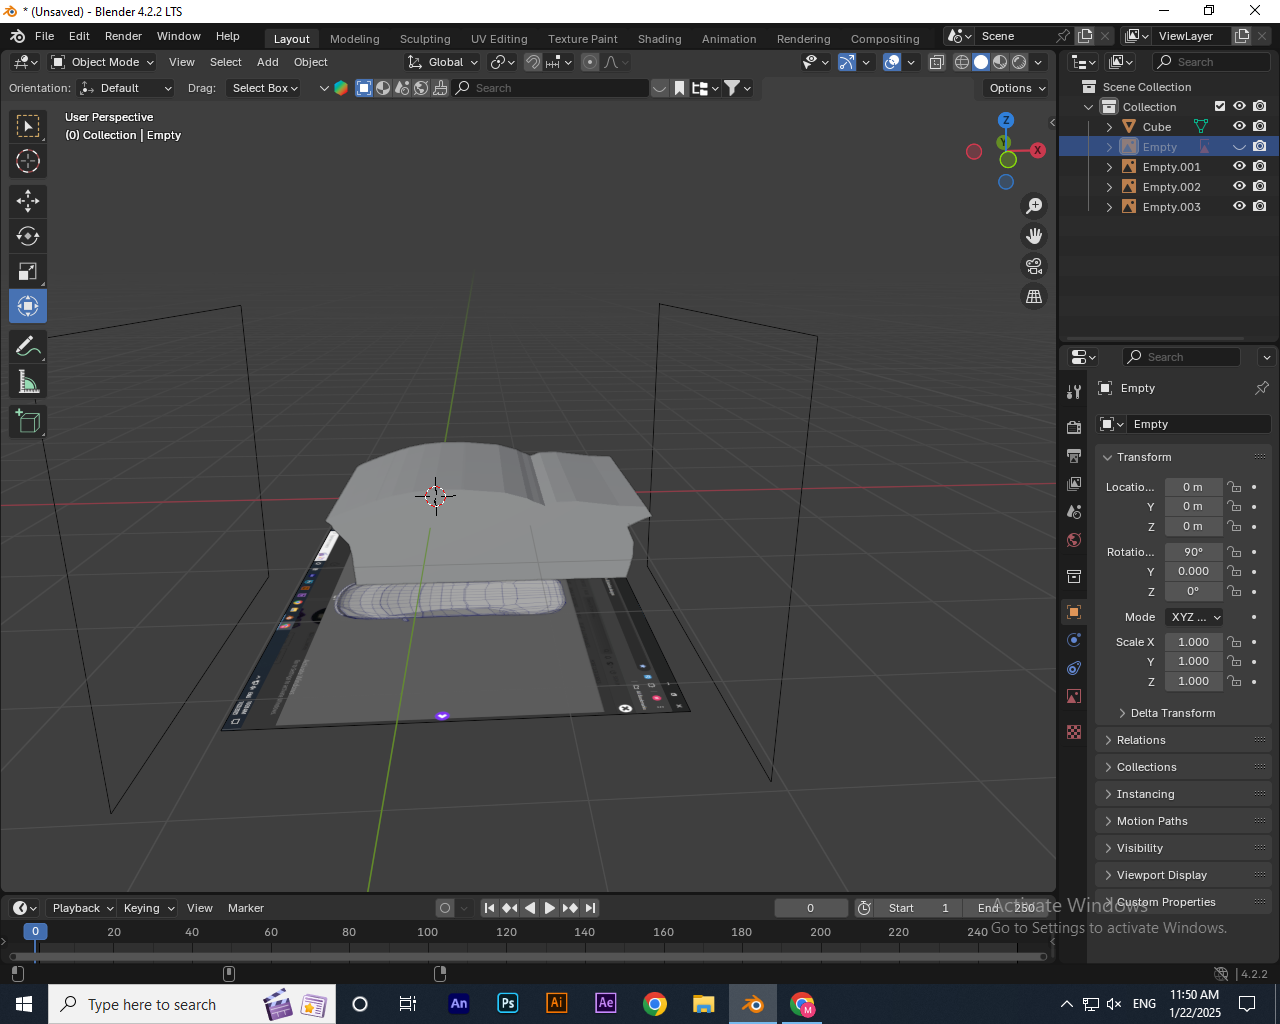 * (Unsaved) - Blender 4.2.2 LTS
File Edit Render Window Help Layout Modeling Sculpting UV Editing Texture Paint Shading Animation Rendering Compositing Scene ViewLayer
Object Mode View Select Add Object Global Search
Orientation: Default Drag: Select Box Search Options
User Perspective
(0) Collection | Empty
Z
Y
X
Scene Collection
Collection
Cube
Empty
Empty.001
Empty.002
Empty.003
Search
Empty
Empty
Transform
Locatio... 0 m
Y 0 m
Z 0 m
Rotatio... 90°
Y 0.000
Z 0°
Mode XYZ ...
Scale X 1.000
Y 1.000
Z 1.000
Delta Transform
Relations
Collections
Instancing
Motion Paths
Visibility
Viewport Display
Custom Properties
Playback Keying View Marker 0 Start 1 End 250
0 20 40 60 80 100 120 140 160 180 200 220 240
Activate Windows
Go to Settings to activate Windows.
4.2.2
Type here to search An Ps Ai Ae M ENG 11:50 AM
1/22/2025